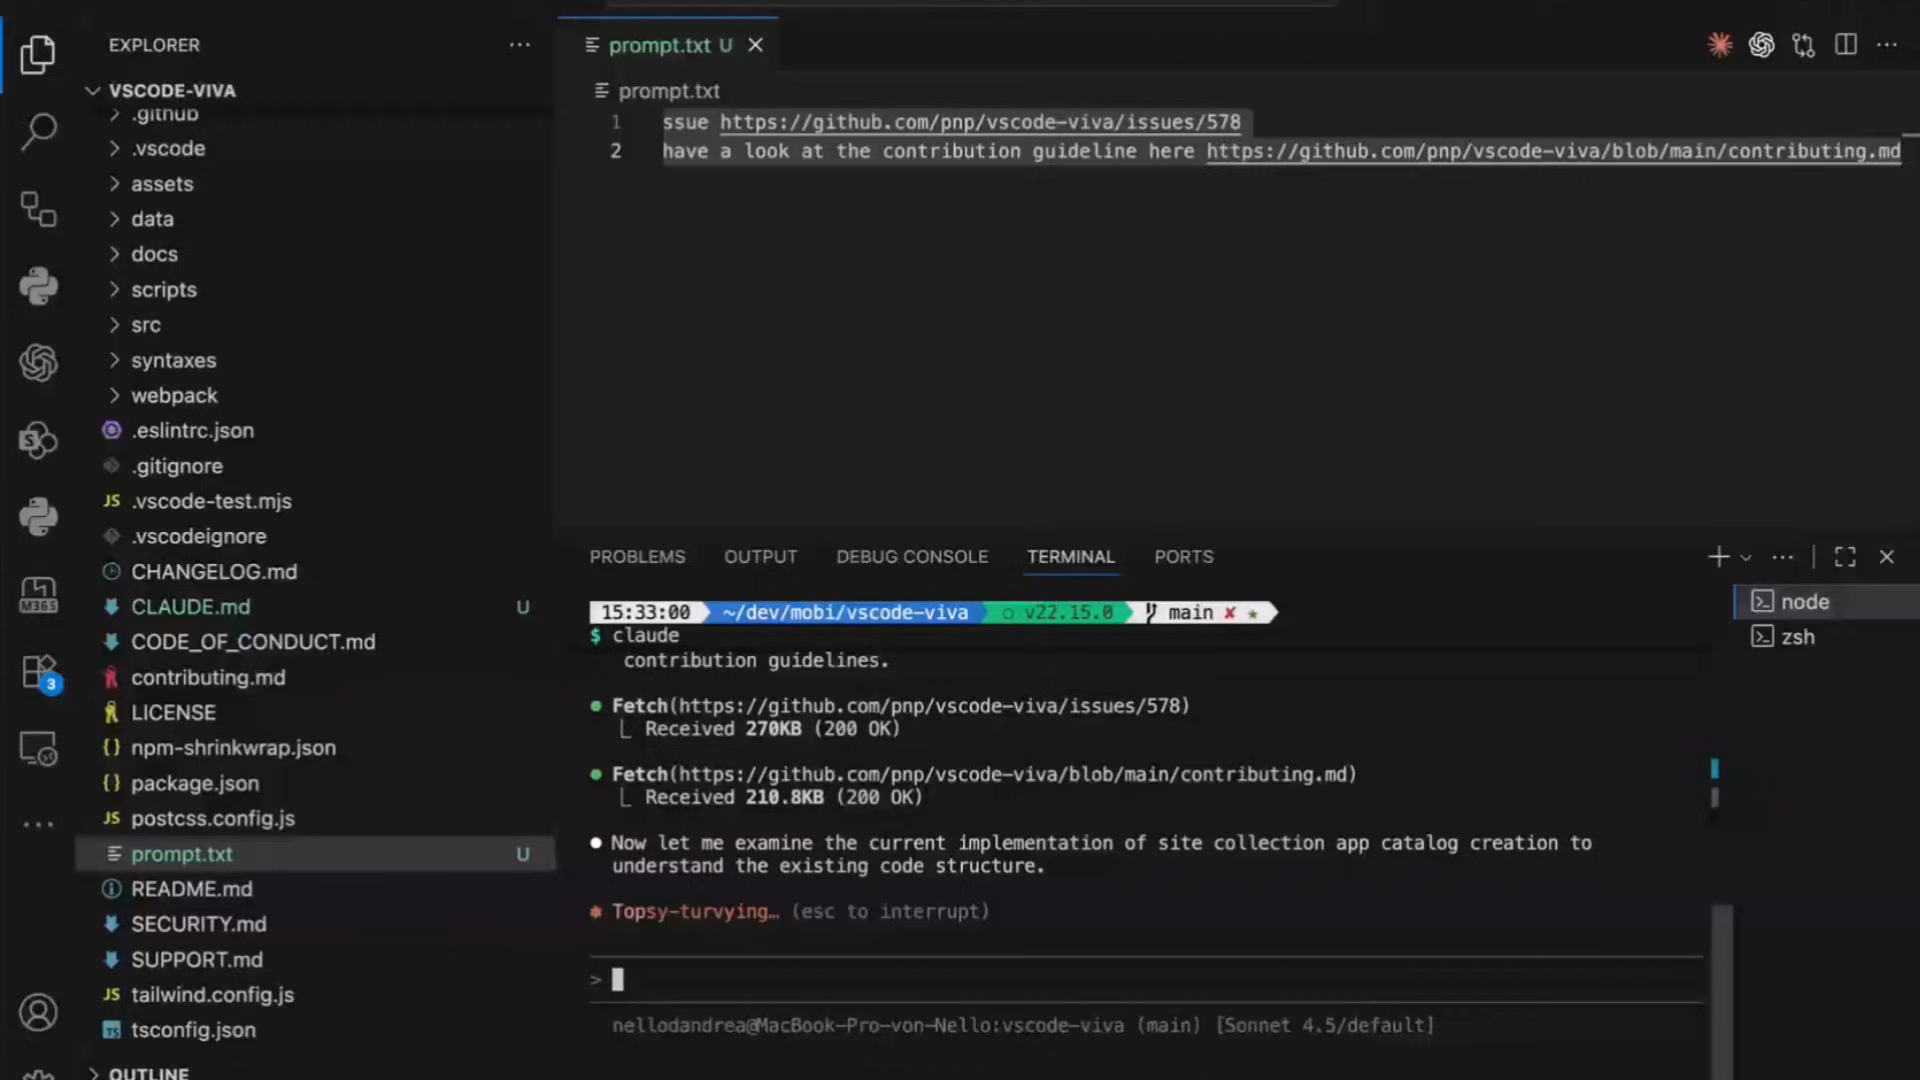 EXPLORER
VSCODE-VIVA
.github
.vscode
assets
data
docs
scripts
src
syntaxes
webpack
.eslintrc.json
.gitignore
JS .vscode-test.mjs
.vscodeignore
CHANGELOG.md
CLAUDE.md U
CODE_OF_CONDUCT.md
contributing.md
LICENSE
{} npm-shrinkwrap.json
{} package.json
JS postcss.config.js
prompt.txt U
README.md
SECURITY.md
SUPPORT.md
JS tailwind.config.js
TS tsconfig.json
OUTLINE
M365
3
prompt.txt U
prompt.txt
1 ssue https://github.com/pnp/vscode-viva/issues/578
2 have a look at the contribution guideline here https://github.com/pnp/vscode-viva/blob/main/contributing.md
PROBLEMS OUTPUT DEBUG CONSOLE TERMINAL PORTS
15:33:00 ~/dev/mobi/vscode-viva v22.15.0 main ✘ ★
$ claude
contribution guidelines.
Fetch(https://github.com/pnp/vscode-viva/issues/578)
Received 270KB (200 OK)
Fetch(https://github.com/pnp/vscode-viva/blob/main/contributing.md)
Received 210.8KB (200 OK)
Now let me examine the current implementation of site collection app catalog creation to
understand the existing code structure.
Topsy-turvying… (esc to interrupt)
>
nellodandrea@MacBook-Pro-von-Nello:vscode-viva (main) [Sonnet 4.5/default]
node
zsh